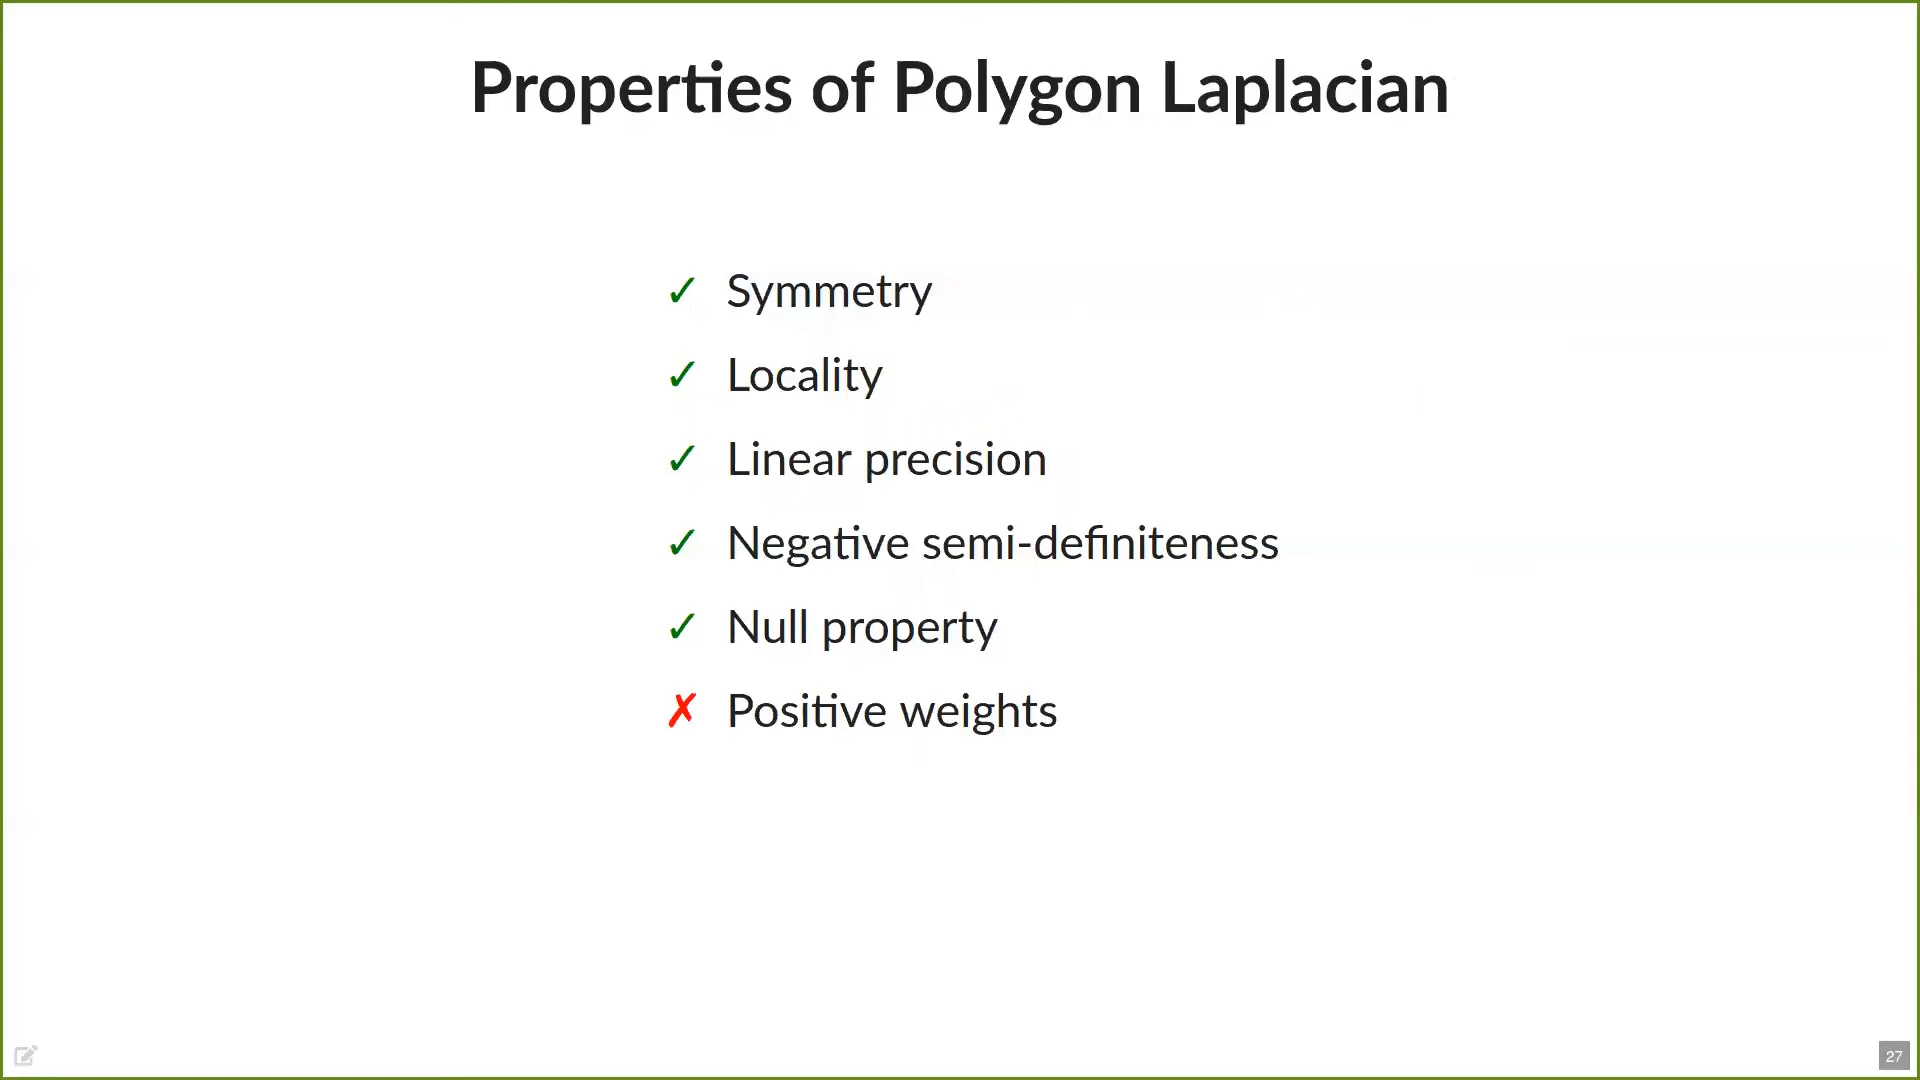 Properties of Polygon Laplacian
✓ Symmetry
✓ Locality
✓ Linear precision
✓ Negative semi-definiteness
✓ Null property
✗ Positive weights
27